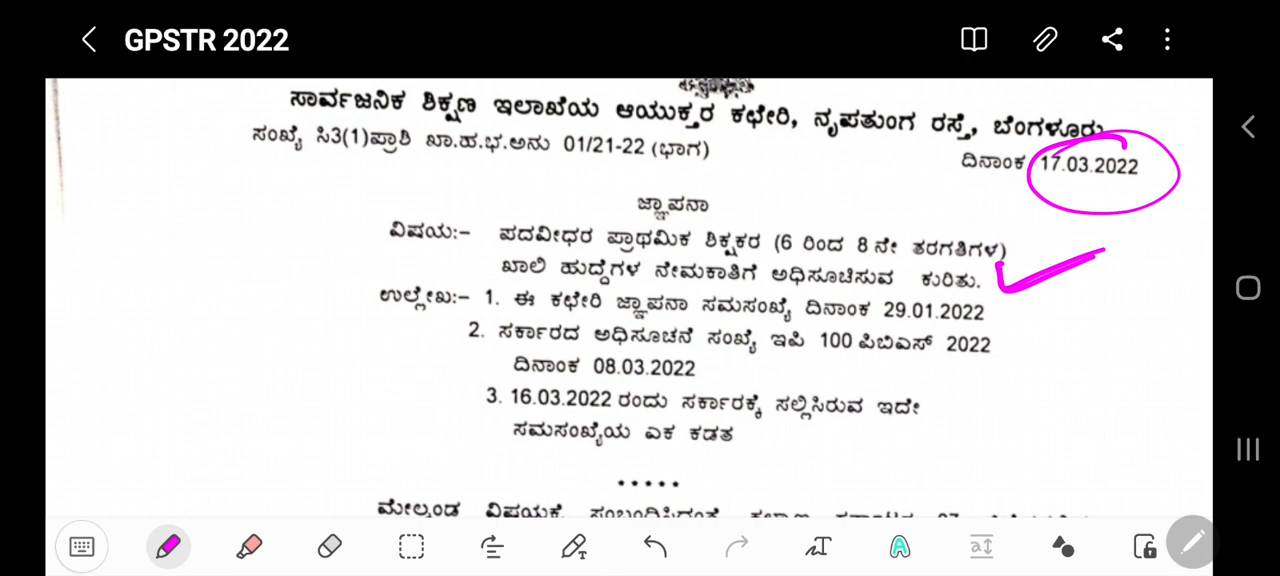 GPSTR 2022
ಸಾರ್ವಜನಿಕ ಶಿಕ್ಷಣ ಇಲಾಖೆಯ ಆಯುಕ್ತರ ಕಛೇರಿ, ನೃಪತುಂಗ ರಸ್ತೆ, ಬೆಂಗಳೂರು
ಸಂಖ್ಯೆ ಸಿ3(1)ಪ್ರಾಶಿ ಖಾ.ಹ.ಭ.ಅನು 01/21-22 (ಭಾಗ)
ದಿನಾಂಕ 17.03.2022
ಜ್ಞಾಪನಾ
ವಿಷಯ:- ಪದವೀಧರ ಪ್ರಾಥಮಿಕ ಶಿಕ್ಷಕರ (6 ರಿಂದ 8 ನೇ ತರಗತಿಗಳ)
ಖಾಲಿ ಹುದ್ದೆಗಳ ನೇಮಕಾತಿಗೆ ಅಧಿಸೂಚಿಸುವ ಕುರಿತು.
ಉಲ್ಲೇಖ:- 1. ಈ ಕಛೇರಿ ಜ್ಞಾಪನಾ ಸಮಸಂಖ್ಯೆ ದಿನಾಂಕ 29.01.2022
2. ಸರ್ಕಾರದ ಅಧಿಸೂಚನೆ ಸಂಖ್ಯೆ ಇಪಿ 100 ಪಿಬಿಎಸ್ 2022
ದಿನಾಂಕ 08.03.2022
3. 16.03.2022 ರಂದು ಸರ್ಕಾರಕ್ಕೆ ಸಲ್ಲಿಸಿರುವ ಇದೇ
ಸಮಸಂಖ್ಯೆಯ ಏಕ ಕಡತ
.....
ಮೇಲ್ಕಂಡ ವಿಷಯಕ್ಕೆ ಸಂಬಂಧಿಸಿದಂತೆ